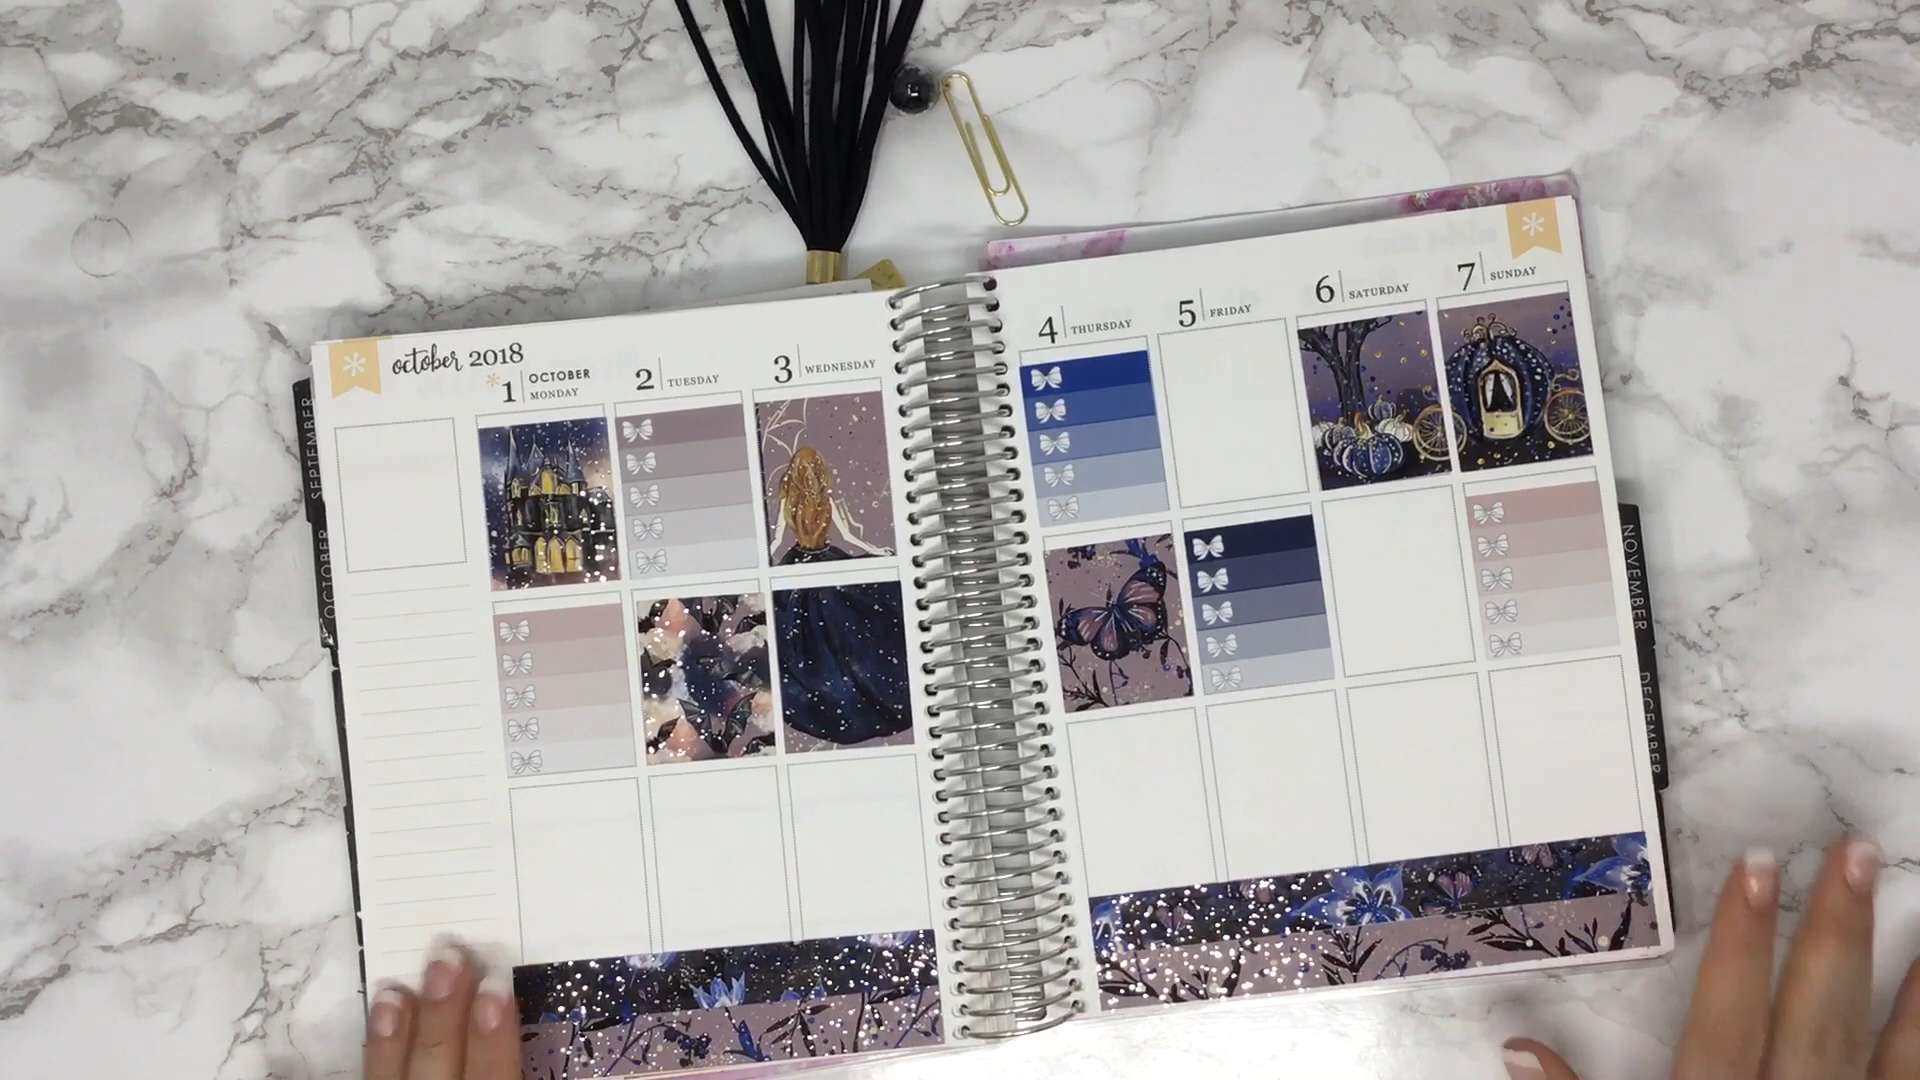 october 2018
1 OCTOBER MONDAY
2 TUESDAY
3 WEDNESDAY
4 THURSDAY
5 FRIDAY
6 SATURDAY
7 SUNDAY
SEPTEMBER
OCTOBER
NOVEMBER
DECEMBER